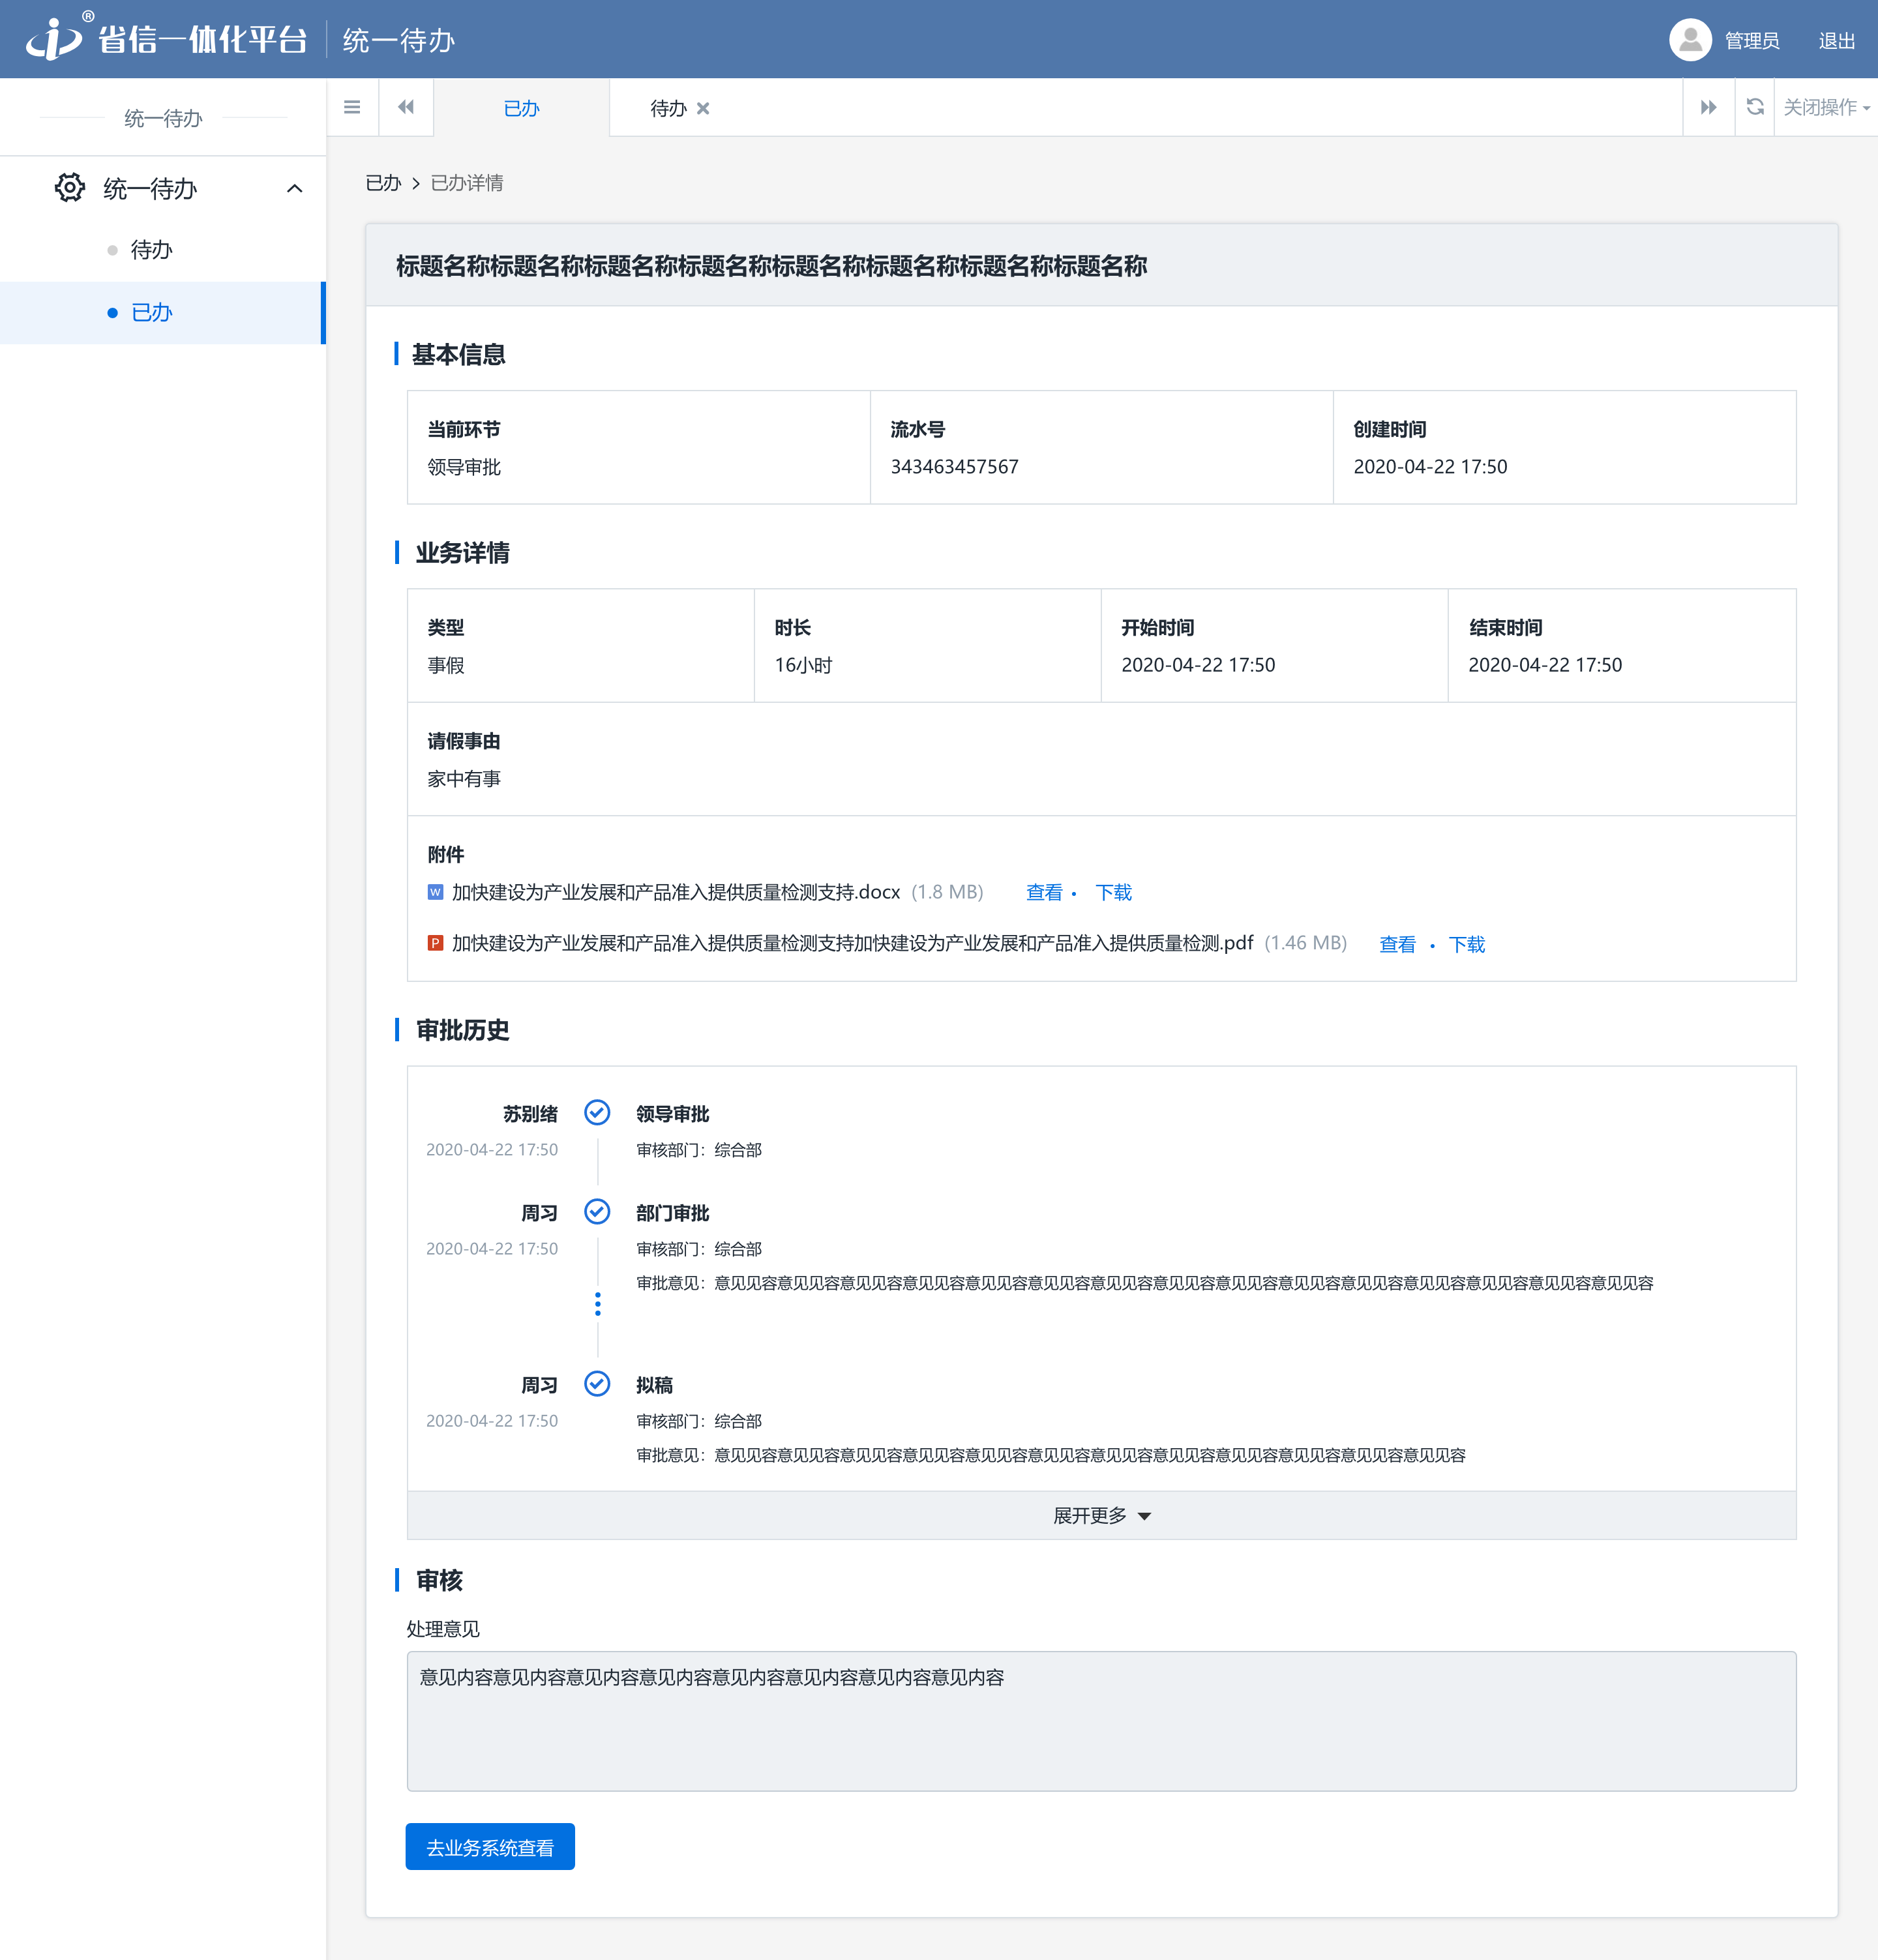 ® 省信一体化平台 统一待办 管理员 退出
统一待办
已办 待办 关闭操作
统一待办
待办
已办
已办 > 已办详情
标题名称标题名称标题名称标题名称标题名称标题名称标题名称标题名称
基本信息
当前环节 流水号 创建时间
领导审批 343463457567 2020-04-22 17:50
业务详情
类型 时长 开始时间 结束时间
事假 16小时 2020-04-22 17:50 2020-04-22 17:50
请假事由
家中有事
附件
W 加快建设为产业发展和产品准入提供质量检测支持.docx (1.8 MB) 查看 • 下载
P 加快建设为产业发展和产品准入提供质量检测支持加快建设为产业发展和产品准入提供质量检测.pdf (1.46 MB) 查看 • 下载
审批历史
苏别绪 领导审批
2020-04-22 17:50 审核部门：综合部
周习 部门审批
2020-04-22 17:50 审核部门：综合部
审批意见：意见见容意见见容意见见容意见见容意见见容意见见容意见见容意见见容意见见容意见见容意见见容意见见容意见见容意见见容意见见容
周习 拟稿
2020-04-22 17:50 审核部门：综合部
审批意见：意见见容意见见容意见见容意见见容意见见容意见见容意见见容意见见容意见见容意见见容意见见容意见见容
展开更多
审核
处理意见
意见内容意见内容意见内容意见内容意见内容意见内容意见内容意见内容
去业务系统查看